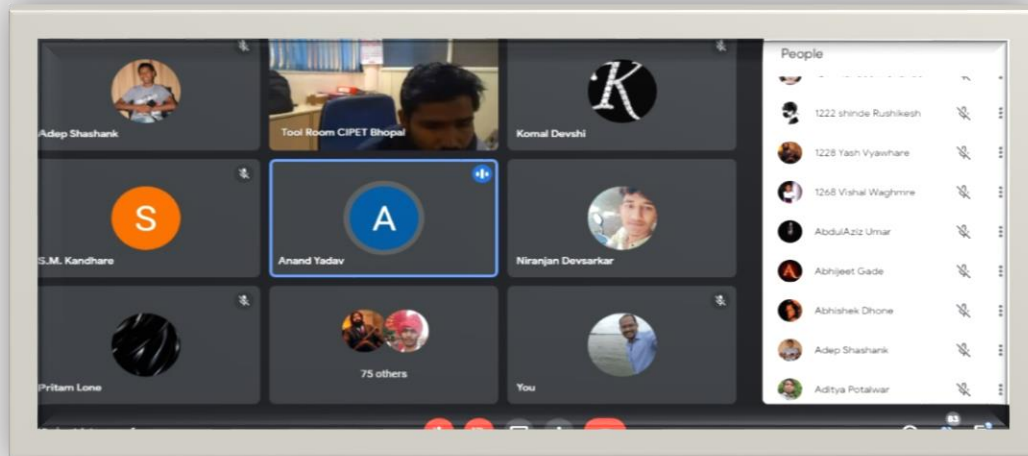 People
Adep Shashank
Tool Room CIPET Bhopal
K
Komal Devshi
S
S.M. Kandhare
A
Anand Yadav
Niranjan Devsarkar
Pritam Lone
75 others
You
1222 shinde Rushikesh
1228 Yash Vyawhare
1268 Vishal Waghmre
AbdulAziz Umar
A
Abhijeet Gade
Abhishek Dhone
Adep Shashank
Aditya Potalwar
83